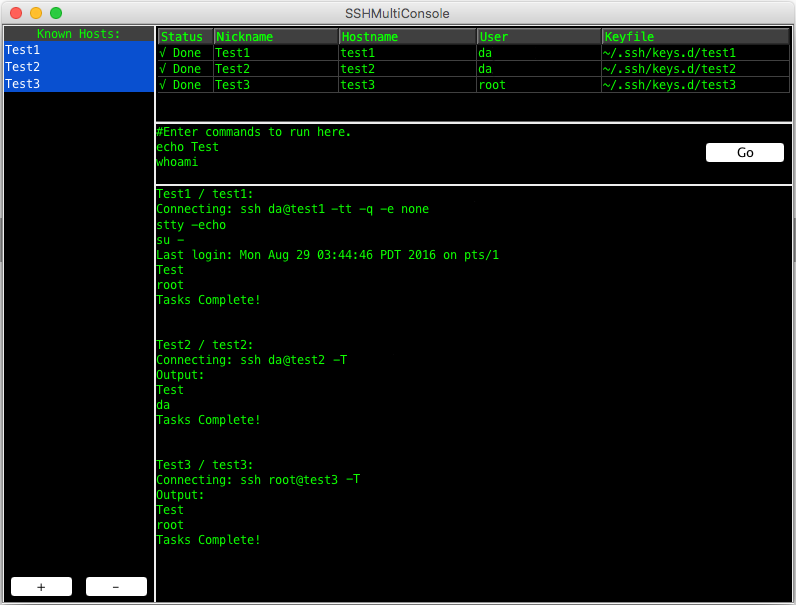 SSHMultiConsole
Known Hosts:
Test1
Test2
Test3
+ -
Status Nickname Hostname User Keyfile
√ Done Test1 test1 da ~/.ssh/keys.d/test1
√ Done Test2 test2 da ~/.ssh/keys.d/test2
√ Done Test3 test3 root ~/.ssh/keys.d/test3
#Enter commands to run here.
echo Test
whoami
Go
Test1 / test1:
Connecting: ssh da@test1 -tt -q -e none
stty -echo
su -
Last login: Mon Aug 29 03:44:46 PDT 2016 on pts/1
Test
root
Tasks Complete!
Test2 / test2:
Connecting: ssh da@test2 -T
Output:
Test
da
Tasks Complete!
Test3 / test3:
Connecting: ssh root@test3 -T
Output:
Test
root
Tasks Complete!